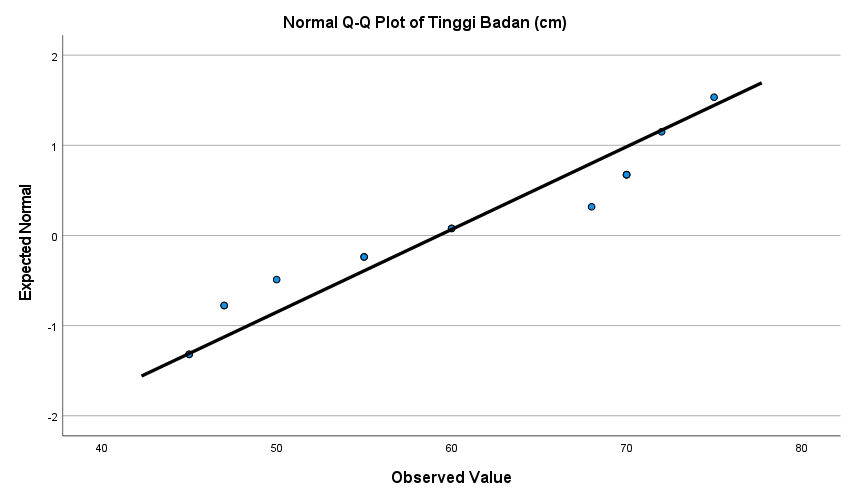 Normal Q-Q Plot of Tinggi Badan (cm)
2
1
0
-1
-2
Expected Normal
40 50 60 70 80
Observed Value